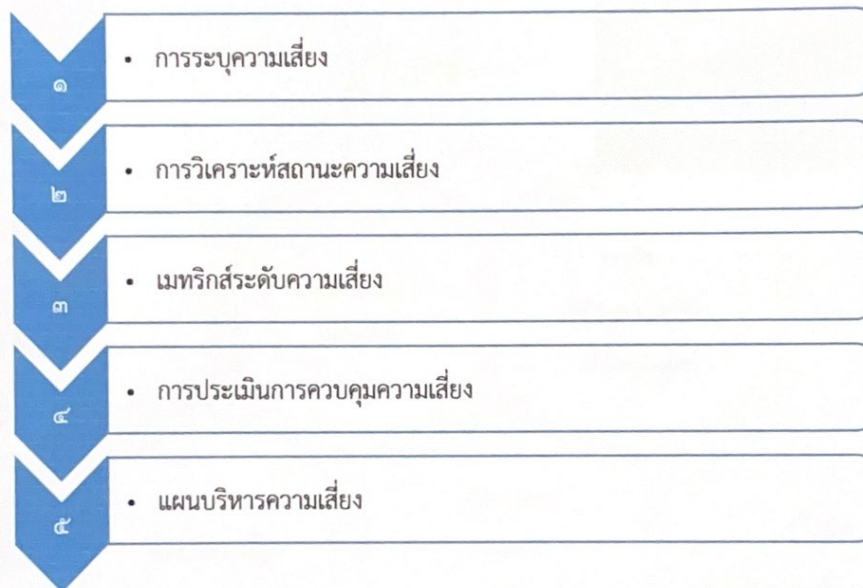 ๑
• การระบุความเสี่ยง
๒
• การวิเคราะห์สถานะความเสี่ยง
๓
• เมทริกส์ระดับความเสี่ยง
๔
• การประเมินการควบคุมความเสี่ยง
๕
• แผนบริหารความเสี่ยง